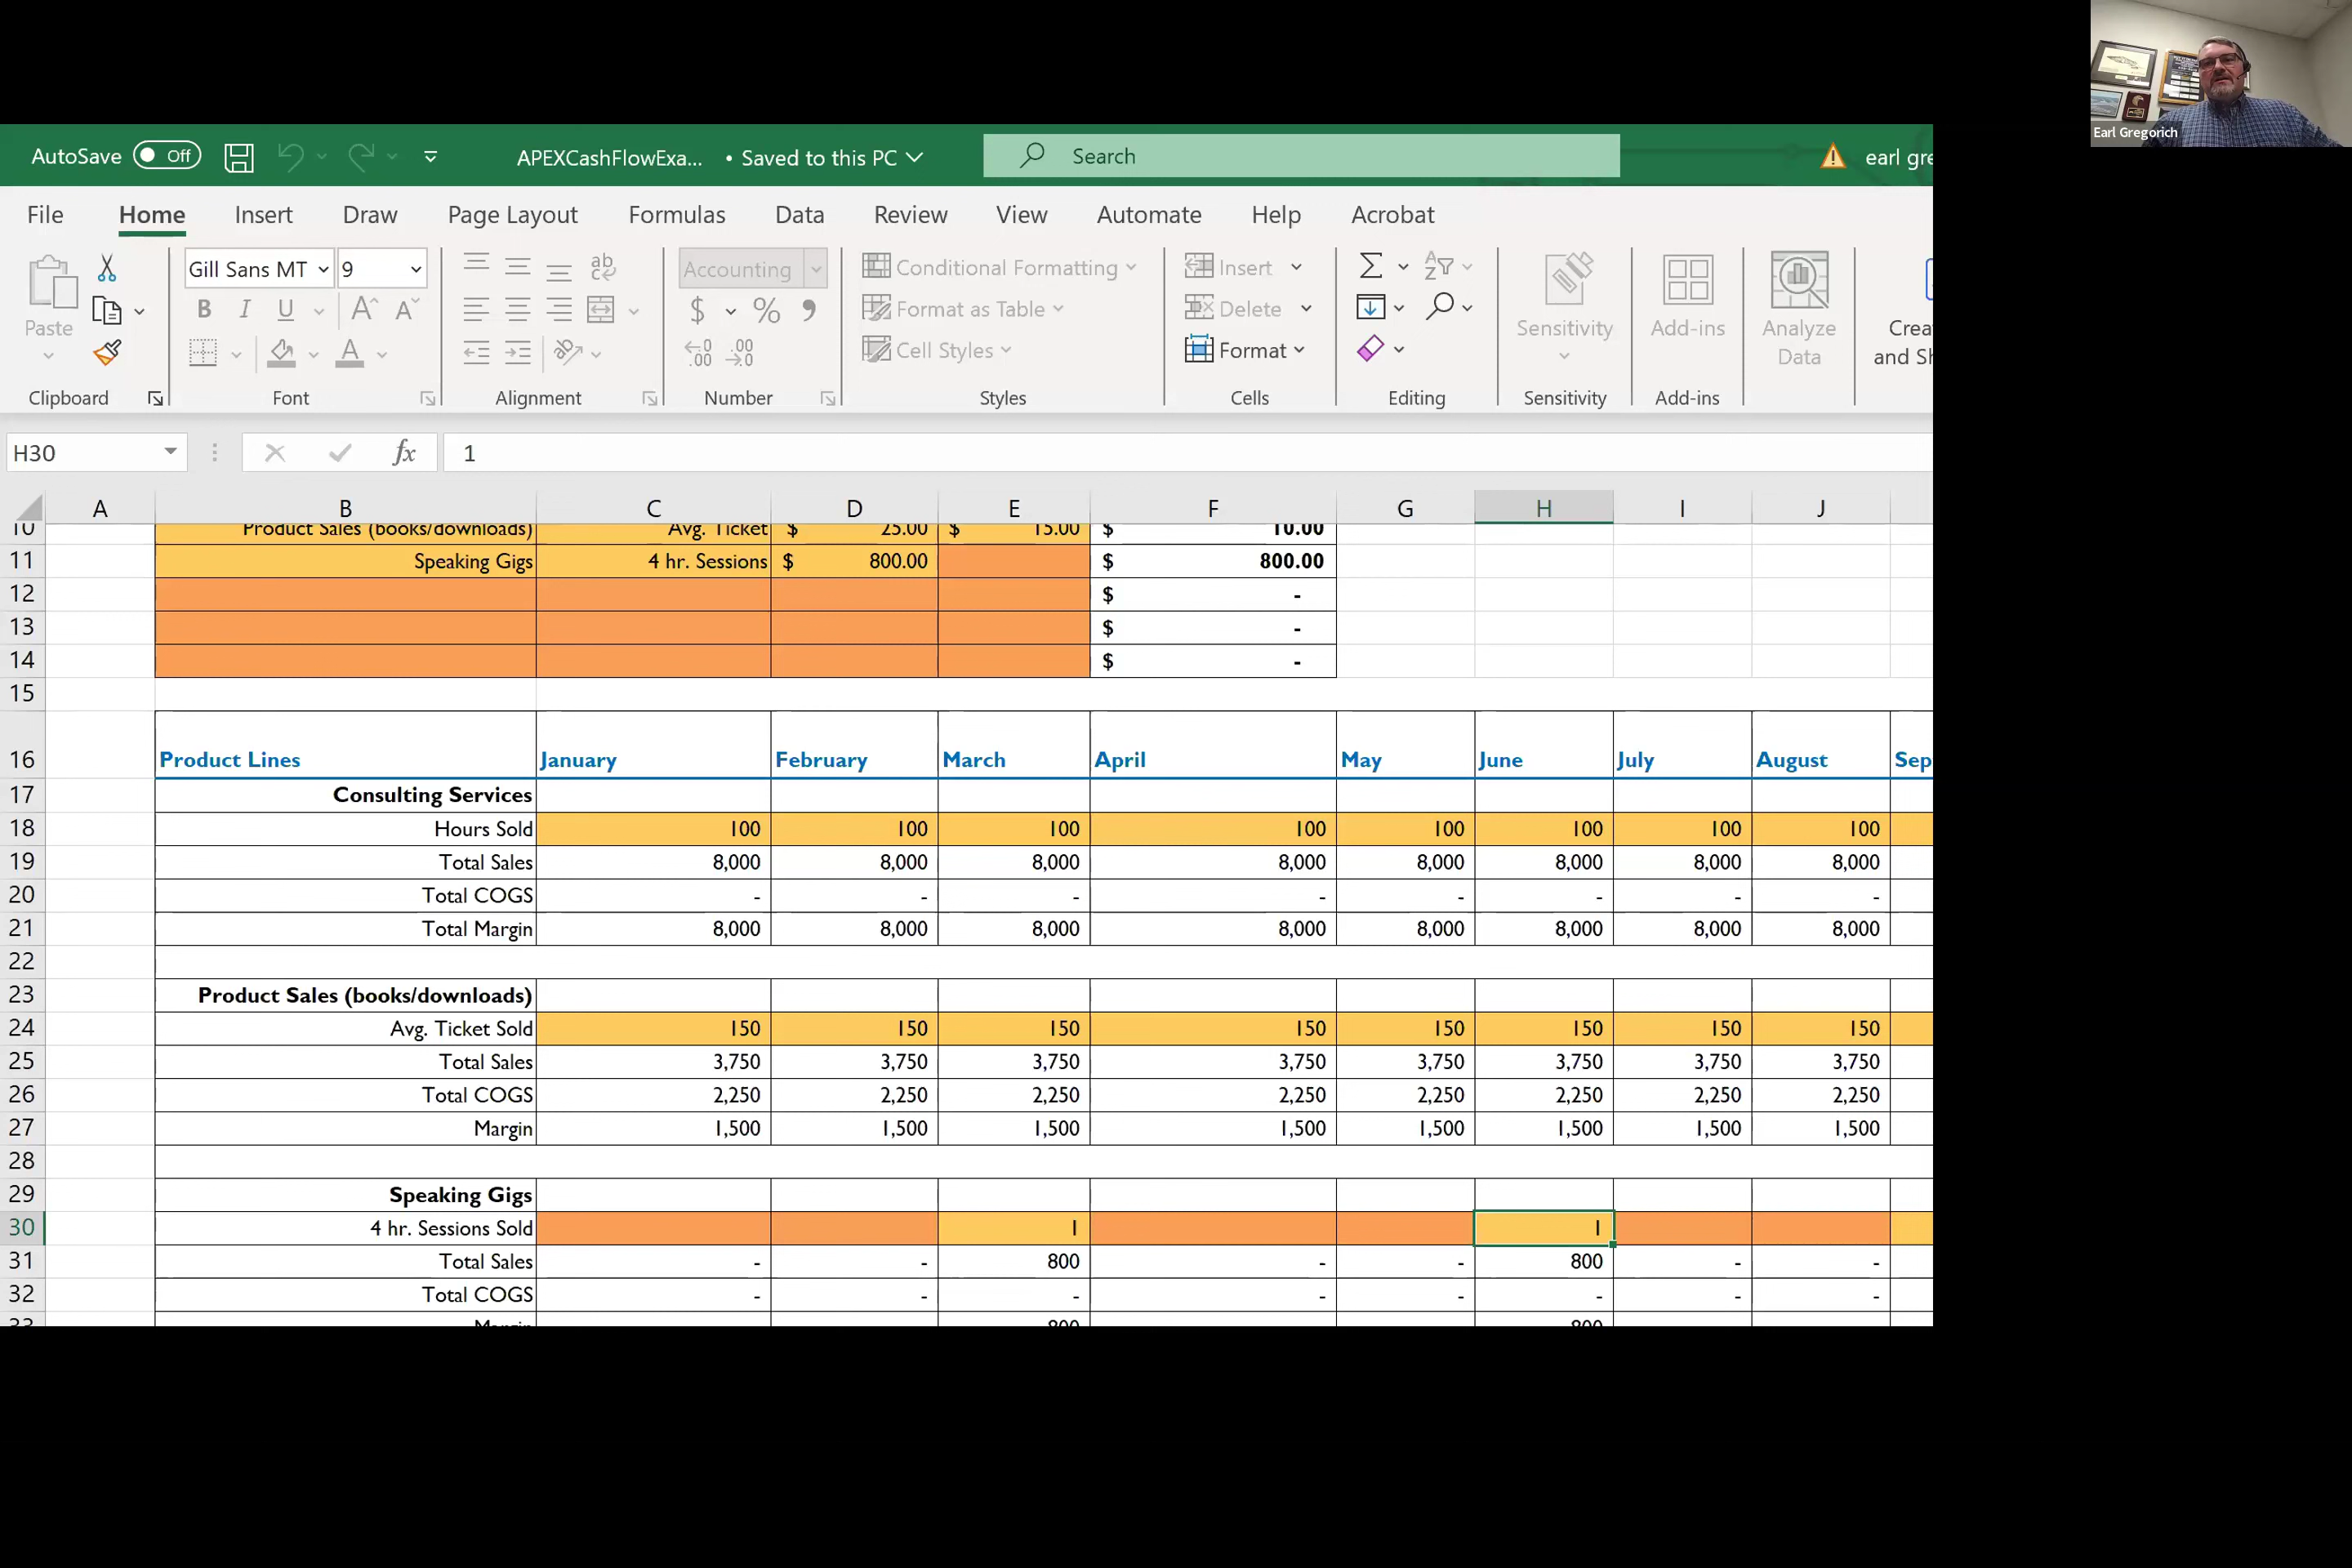 Earl Gregorich
AutoSave Off APEXCashFlowExa... • Saved to this PC Search earl gre
File Home Insert Draw Page Layout Formulas Data Review View Automate Help Acrobat
Gill Sans MT 9 ab c Accounting Conditional Formatting Insert Σ A Z
Paste B I U A A $ % 9 Format as Table Delete Sensitivity Add-ins Analyze Data Crea and Sh
A .00 .00 Cell Styles Format
Clipboard Font Alignment Number Styles Cells Editing Sensitivity Add-ins
H30 fx 1
A B C D E F G H I J
10 Product Sales (books/downloads) Avg. Ticket $ 25.00 $ 15.00 $ 10.00
11 Speaking Gigs 4 hr. Sessions $ 800.00 $ 800.00
12 $ -
13 $ -
14 $ -
15
16 Product Lines January February March April May June July August Sep
17 Consulting Services
18 Hours Sold 100 100 100 100 100 100 100 100
19 Total Sales 8,000 8,000 8,000 8,000 8,000 8,000 8,000 8,000
20 Total COGS - - - - - - - -
21 Total Margin 8,000 8,000 8,000 8,000 8,000 8,000 8,000 8,000
22
23 Product Sales (books/downloads)
24 Avg. Ticket Sold 150 150 150 150 150 150 150 150
25 Total Sales 3,750 3,750 3,750 3,750 3,750 3,750 3,750 3,750
26 Total COGS 2,250 2,250 2,250 2,250 2,250 2,250 2,250 2,250
27 Margin 1,500 1,500 1,500 1,500 1,500 1,500 1,500 1,500
28
29 Speaking Gigs
30 4 hr. Sessions Sold 1 1
31 Total Sales - - 800 - - 800 - -
32 Total COGS - - - - - - - -
33 Margin 800 800